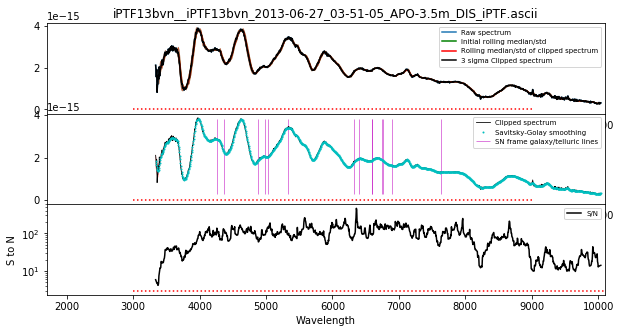 iPTF13bvn__iPTF13bvn_2013-06-27_03-51-05_APO-3.5m_DIS_iPTF.ascii
1e−15
4
2
0
Raw spectrum
Initial rolling median/std
Rolling median/std of clipped spectrum
3 sigma Clipped spectrum
1e−15
4
2
0
Clipped spectrum
Savitsky-Golay smoothing
SN frame galaxy/telluric lines
S to N
10²
10¹
S/N
2000 3000 4000 5000 6000 7000 8000 9000 10000
Wavelength